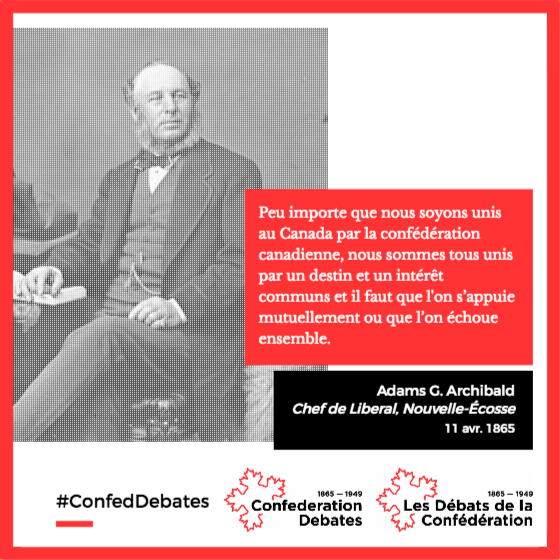 Peu importe que nous soyons unis
au Canada par la confédération
canadienne, nous sommes tous unis
par un destin et un intérêt
communs et il faut que l'on s’appuie
mutuellement ou que l’on échoue
ensemble.
Adams G. Archibald
Chef de Liberal, Nouvelle-Écosse
11 avr. 1865
#ConfedDebates
1865 — 1949
Confederation
Debates
1865 — 1949
Les Débats de la
Confédération